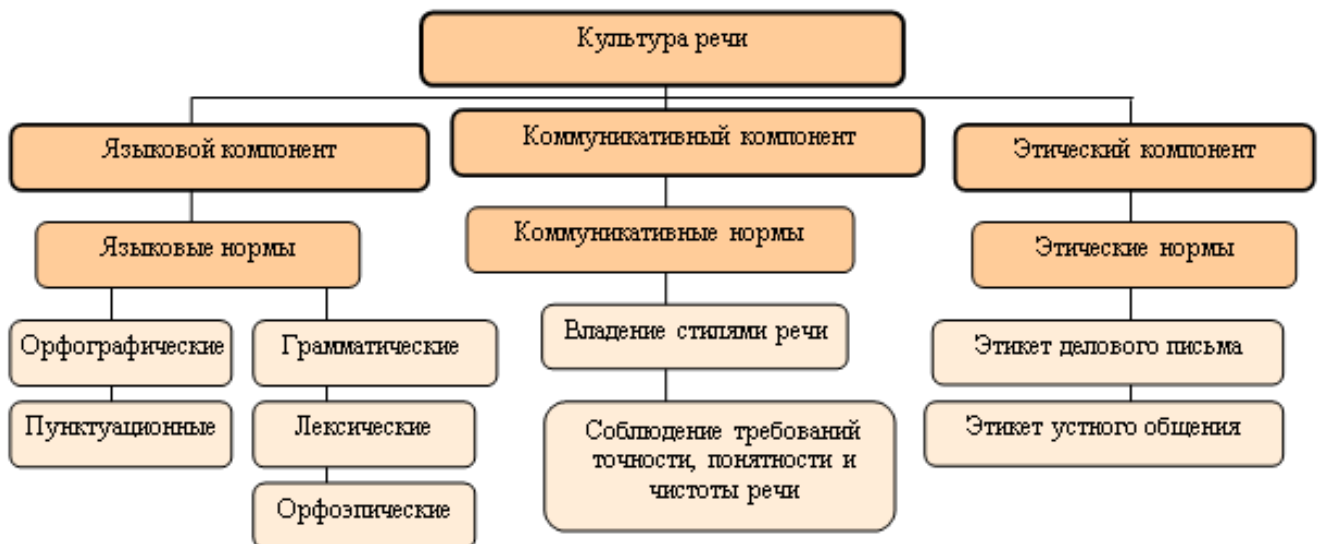 Культура речи
Языковой компонент
Коммуникативный компонент
Этический компонент
Языковые нормы
Коммуникативные нормы
Этические нормы
Орфографические
Грамматические
Владение стилями речи
Этикет делового письма
Пунктуационные
Лексические
Соблюдение требований
точности, понятности и
чистоты речи
Этикет устного общения
Орфоэпические